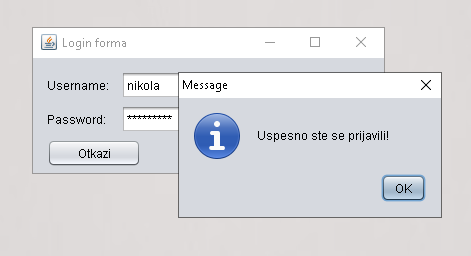 Login forma
Username: nikola
Password: *********
Otkazi
Message
Uspesno ste se prijavili!
OK